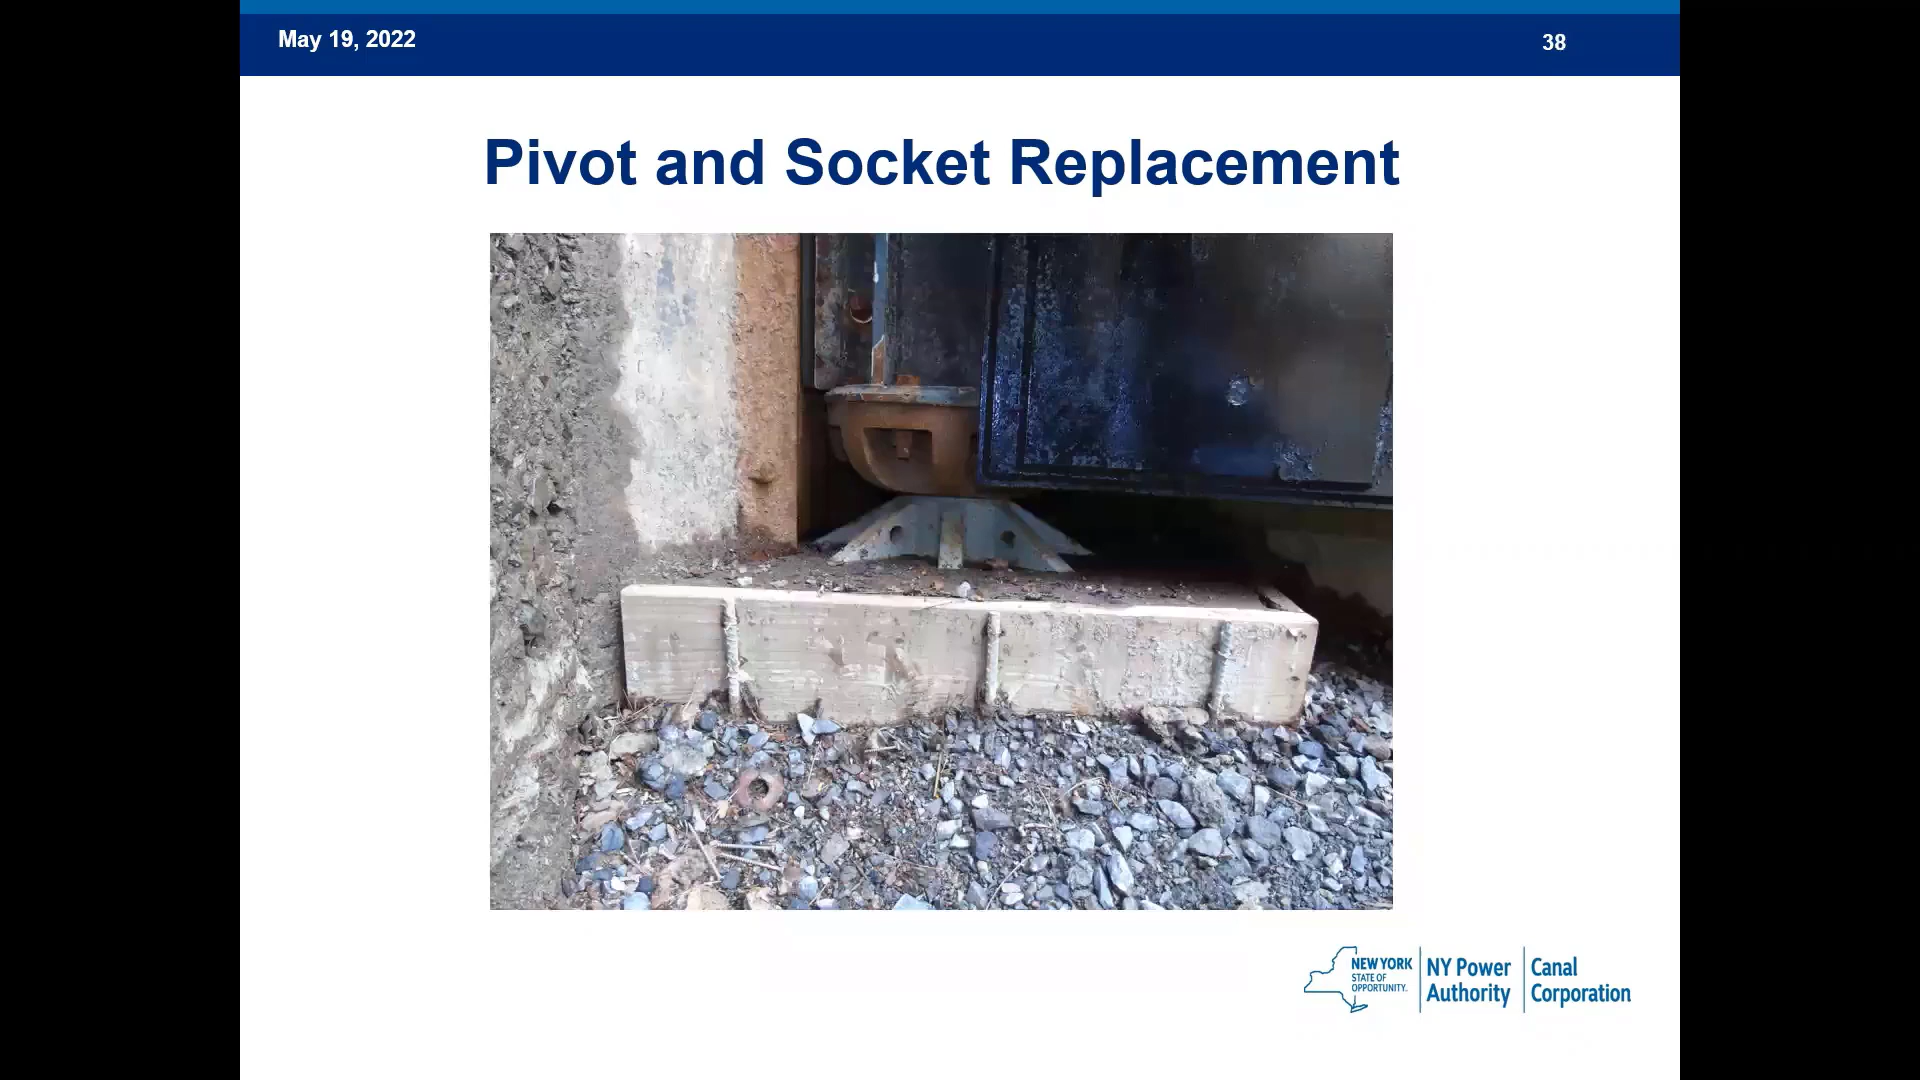 May 19, 2022
38
Pivot and Socket Replacement
NEW YORK
STATE OF
OPPORTUNITY.
NY Power
Authority
Canal
Corporation